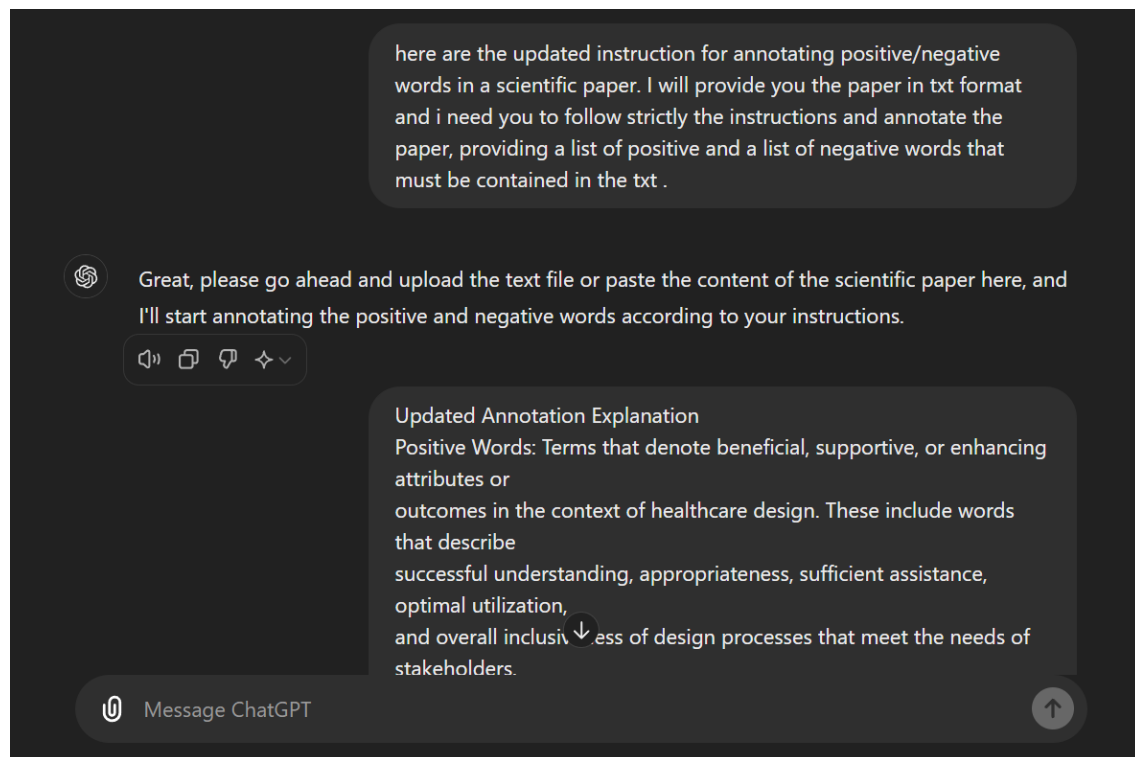 here are the updated instruction for annotating positive/negative
words in a scientific paper. I will provide you the paper in txt format
and i need you to follow strictly the instructions and annotate the
paper, providing a list of positive and a list of negative words that
must be contained in the txt .
Great, please go ahead and upload the text file or paste the content of the scientific paper here, and
I'll start annotating the positive and negative words according to your instructions.
Updated Annotation Explanation
Positive Words: Terms that denote beneficial, supportive, or enhancing
attributes or
outcomes in the context of healthcare design. These include words
that describe
successful understanding, appropriateness, sufficient assistance,
optimal utilization,
and overall inclusiveness of design processes that meet the needs of
stakeholders.
Message ChatGPT